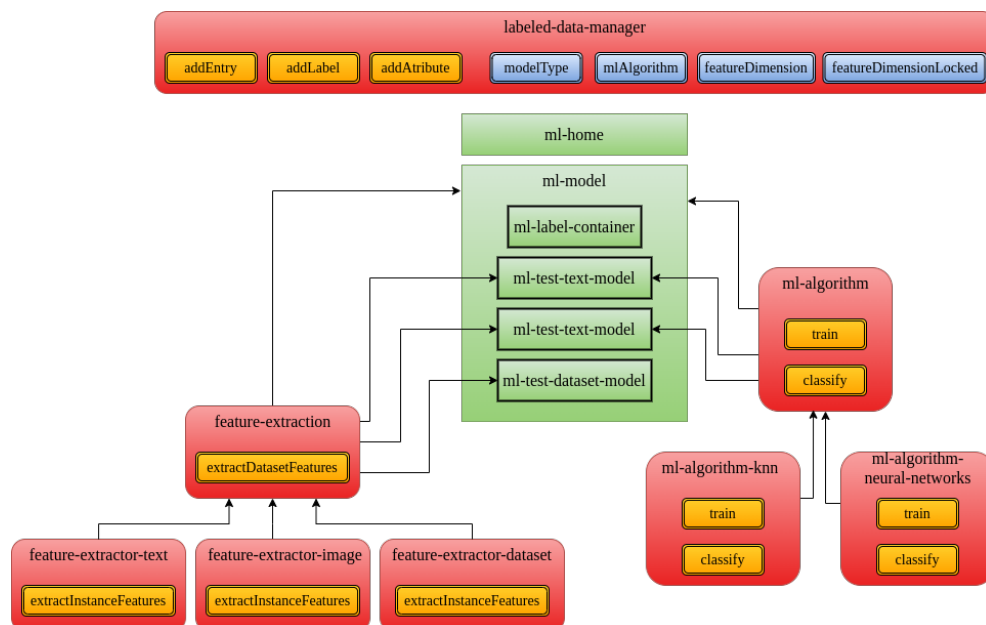 labeled-data-manager
addEntry addLabel addAtribute modelType mlAlgorithm featureDimension featureDimensionLocked
ml-home
ml-model
ml-label-container
ml-test-text-model
ml-test-text-model
ml-test-dataset-model
ml-algorithm
train
classify
feature-extraction
extractDatasetFeatures
ml-algorithm-knn
train
classify
ml-algorithm-
neural-networks
train
classify
feature-extractor-text
extractInstanceFeatures
feature-extractor-image
extractInstanceFeatures
feature-extractor-dataset
extractInstanceFeatures